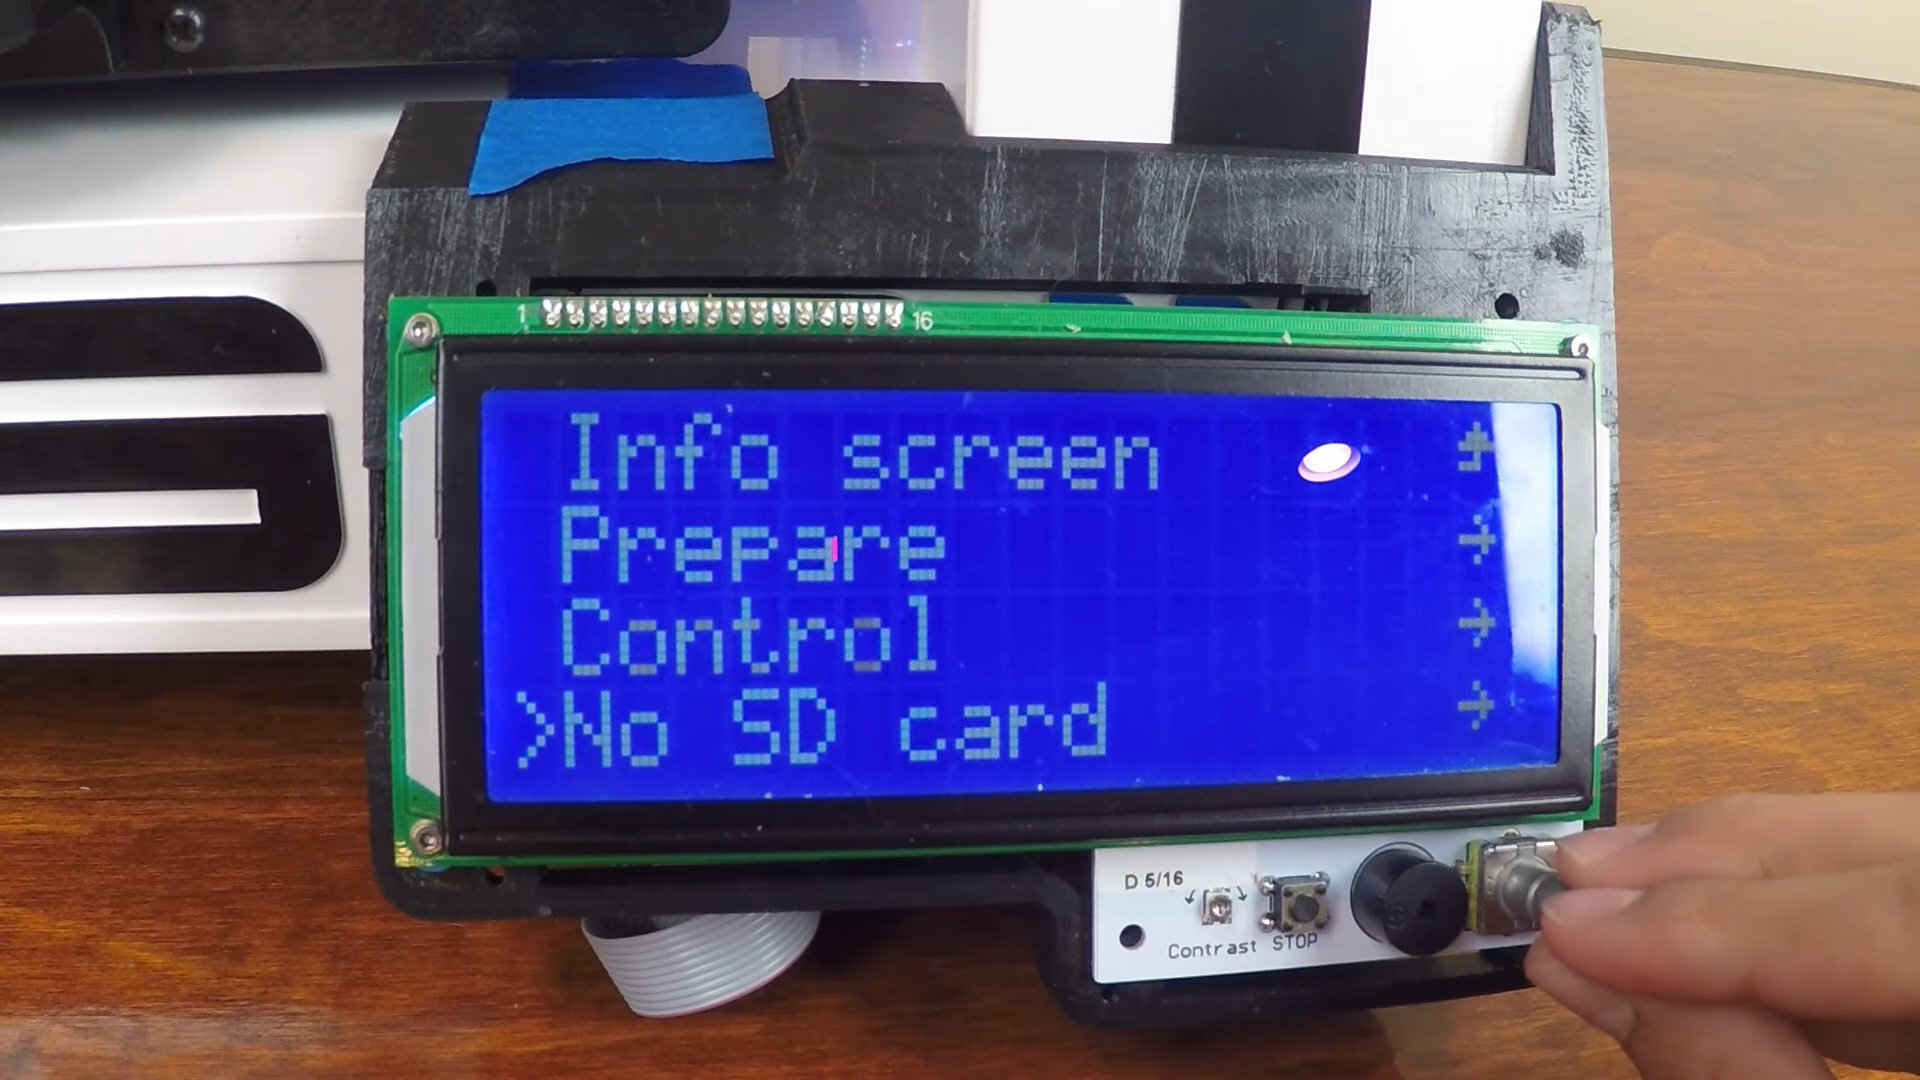 1 16
Info screen
Prepare
Control
>No SD card
D 5/16
Contrast STOP